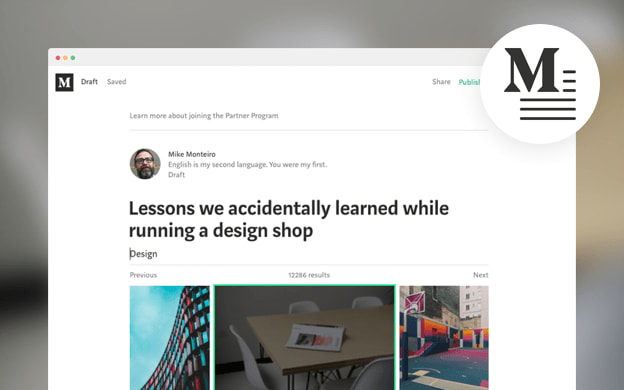 M
M Draft Saved Share Publish
Learn more about joining the Partner Program
Mike Monteiro
English is my second language. You were my first.
Draft
Lessons we accidentally learned while
running a design shop
Design
Previous 12286 results Next